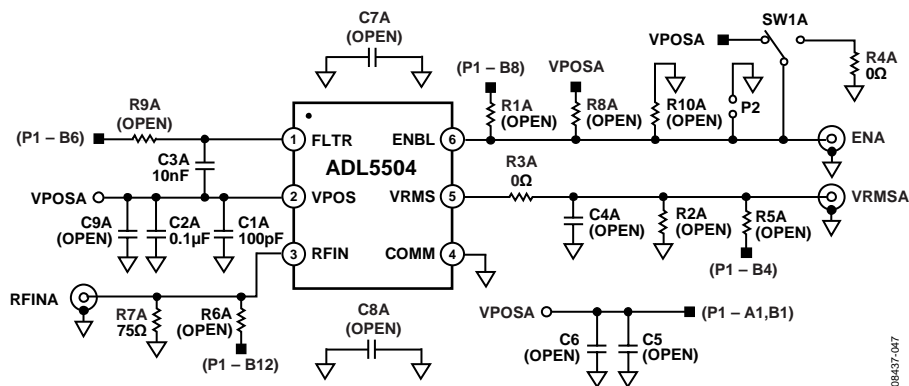 C7A
(OPEN)
VPOSA
SW1A
R4A
0Ω
(P1 – B8)
VPOSA
R9A
(OPEN)
R1A
(OPEN)
R8A
(OPEN)
R10A
(OPEN)
P2
(P1 – B6)
1
FLTR
ENBL
6
ENA
C3A
10nF
ADL5504
R3A
0Ω
VPOSA
2
VPOS
VRMS
5
VRMSA
C9A
(OPEN)
C2A
0.1µF
C1A
100pF
C4A
(OPEN)
R2A
(OPEN)
R5A
(OPEN)
3
RFIN
COMM
4
(P1 – B4)
RFINA
R7A
75Ω
R6A
(OPEN)
(P1 – B12)
C8A
(OPEN)
VPOSA
(P1 – A1,B1)
C6
(OPEN)
C5
(OPEN)
08437-047